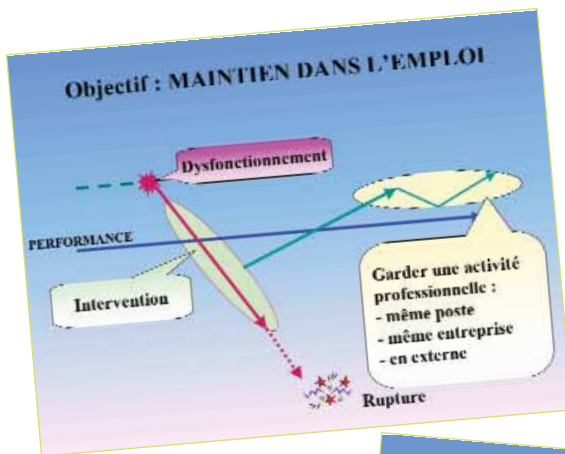 Objectif : MAINTIEN DANS L'EMPLOI
Dysfonctionnement
PERFORMANCE
Intervention
Garder une activité
professionnelle :
- même poste
- même entreprise
- en externe
Rupture